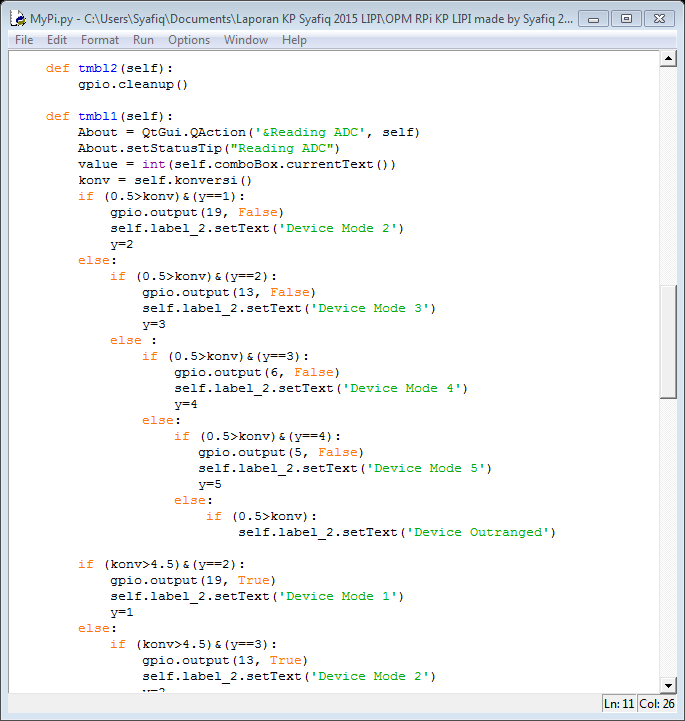 MyPi.py - C:\Users\Syafiq\Documents\Laporan KP Syafiq 2015 LIPI\OPM RPi KP LIPI made by Syafiq 2...
File Edit Format Run Options Window Help
def tmbl2(self):
gpio.cleanup()
def tmbl1(self):
About = QtGui.QAction('&Reading ADC', self)
About.setStatusTip("Reading ADC")
value = int(self.comboBox.currentText())
konv = self.konversi()
if (0.5>konv)&(y==1):
gpio.output(19, False)
self.label_2.setText('Device Mode 2')
y=2
else:
if (0.5>konv)&(y==2):
gpio.output(13, False)
self.label_2.setText('Device Mode 3')
y=3
else :
if (0.5>konv)&(y==3):
gpio.output(6, False)
self.label_2.setText('Device Mode 4')
y=4
else:
if (0.5>konv)&(y==4):
gpio.output(5, False)
self.label_2.setText('Device Mode 5')
y=5
else:
if (0.5>konv):
self.label_2.setText('Device Outranged')
if (konv>4.5)&(y==2):
gpio.output(19, True)
self.label_2.setText('Device Mode 1')
y=1
else:
if (konv>4.5)&(y==3):
gpio.output(13, True)
self.label_2.setText('Device Mode 2')
Ln: 11 Col: 26